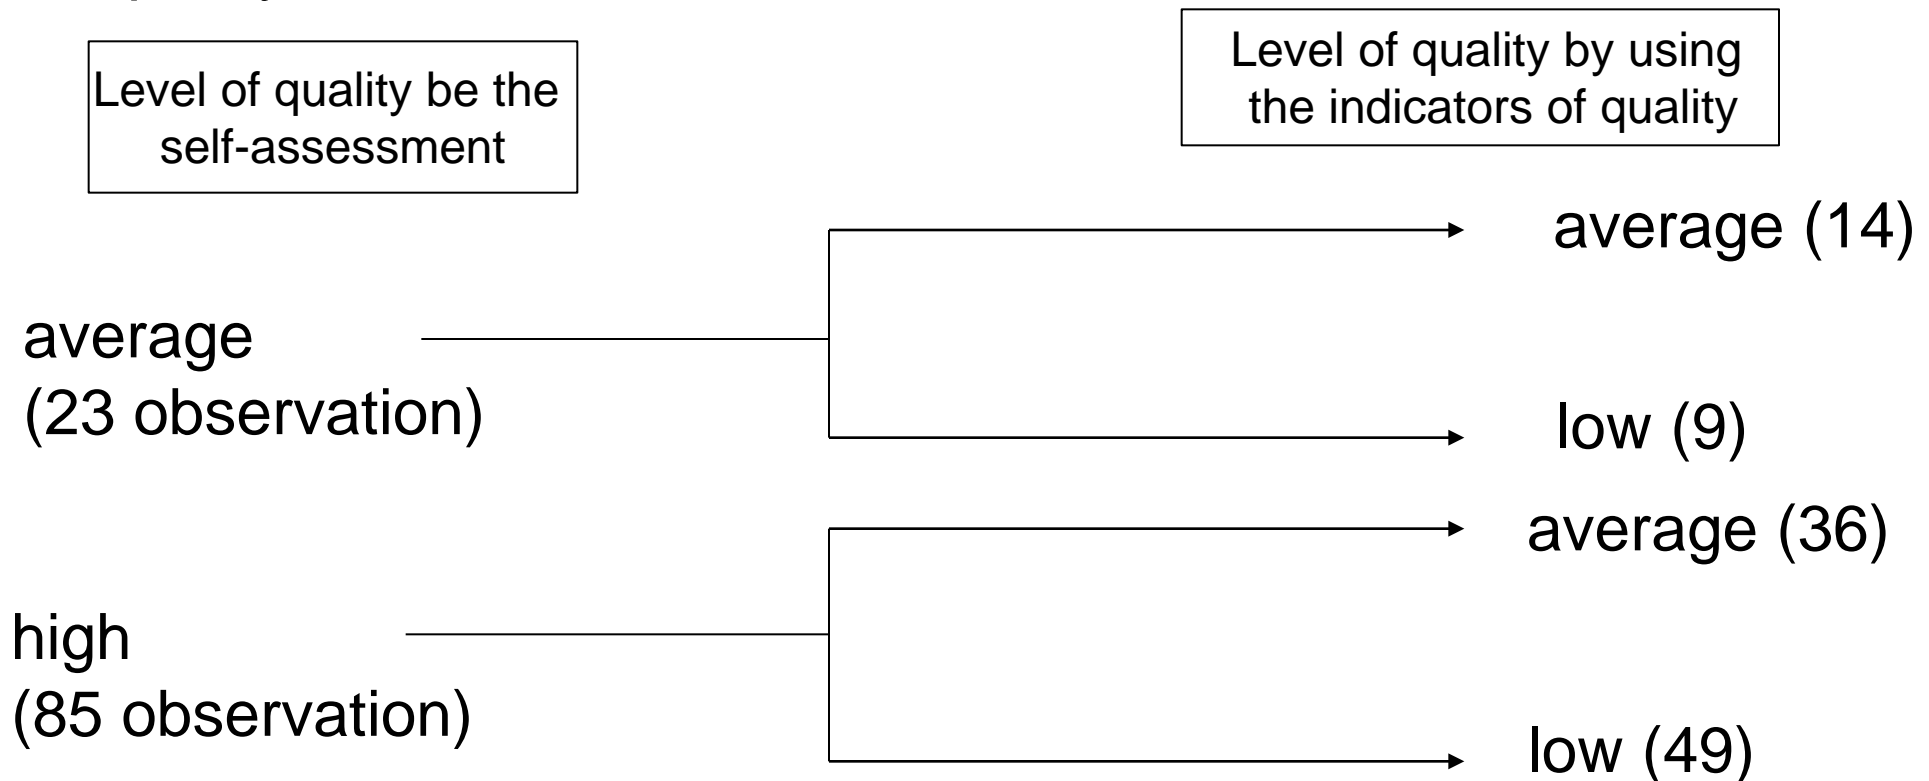 Level of quality be the
self-assessment
Level of quality by using
the indicators of quality
average (14)
average
(23 observation)
low (9)
average (36)
high
(85 observation)
low (49)